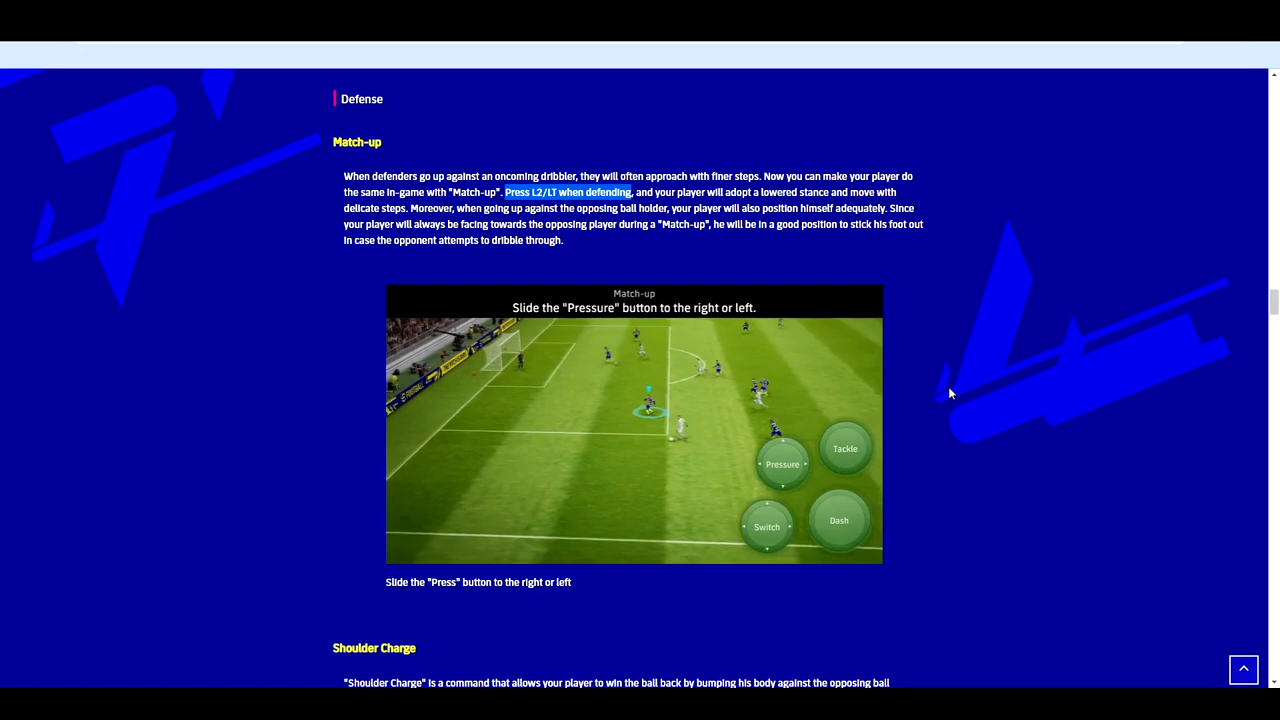 Defense
Match-up
When defenders go up against an oncoming dribbler, they will often approach with finer steps. Now you can make your player do
the same in-game with "Match-up". Press L2/LT when defending, and your player will adopt a lowered stance and move with
delicate steps. Moreover, when going up against the opposing ball holder, your player will also position himself adequately. Since
your player will always be facing towards the opposing player during a "Match-up", he will be in a good position to stick his foot out
in case the opponent attempts to dribble through.
Match-up
Slide the "Pressure" button to the right or left.
Tackle
Pressure
Dash
Switch
Slide the "Press" button to the right or left
Shoulder Charge
"Shoulder Charge" is a command that allows your player to win the ball back by bumping his body against the opposing ball